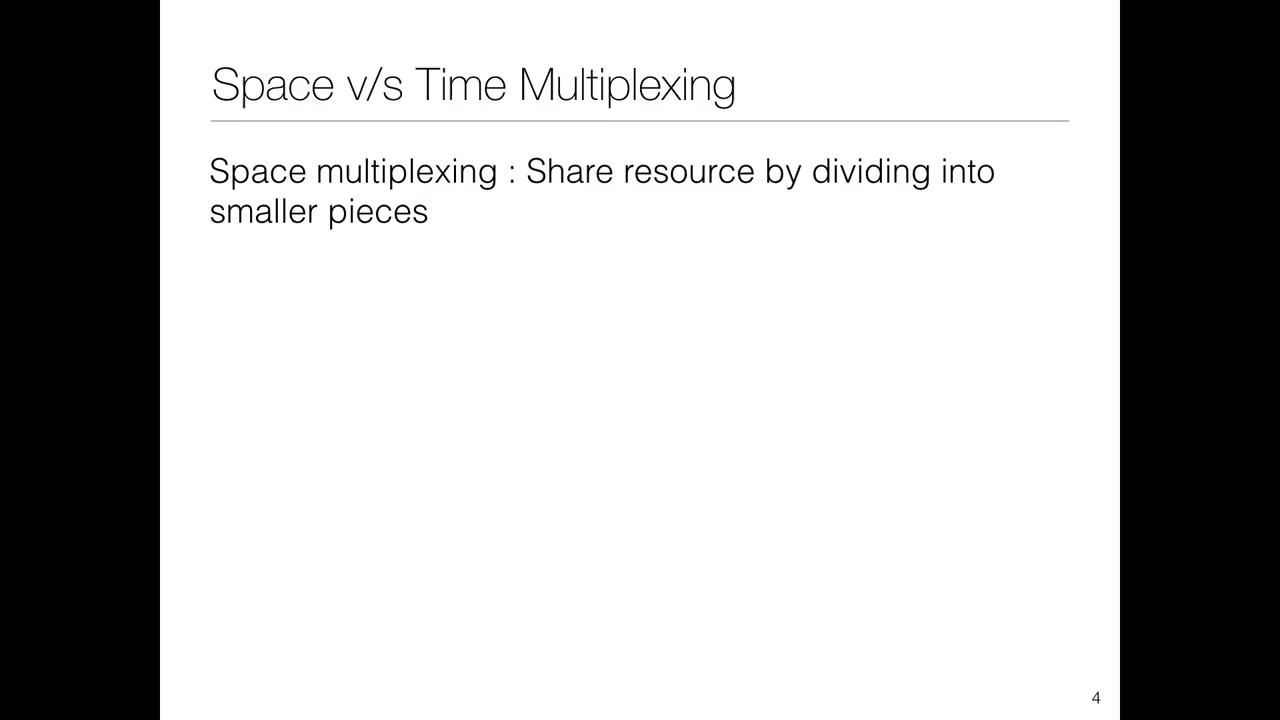 Space v/s Time Multiplexing
Space multiplexing : Share resource by dividing into
smaller pieces
4